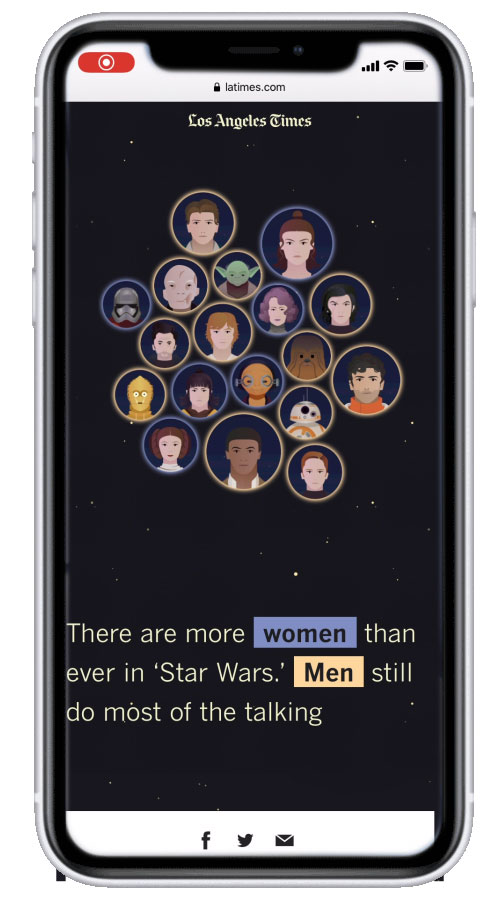 latimes.com
Los Angeles Times
There are more women than
ever in ‘Star Wars.’ Men still
do most of the talking